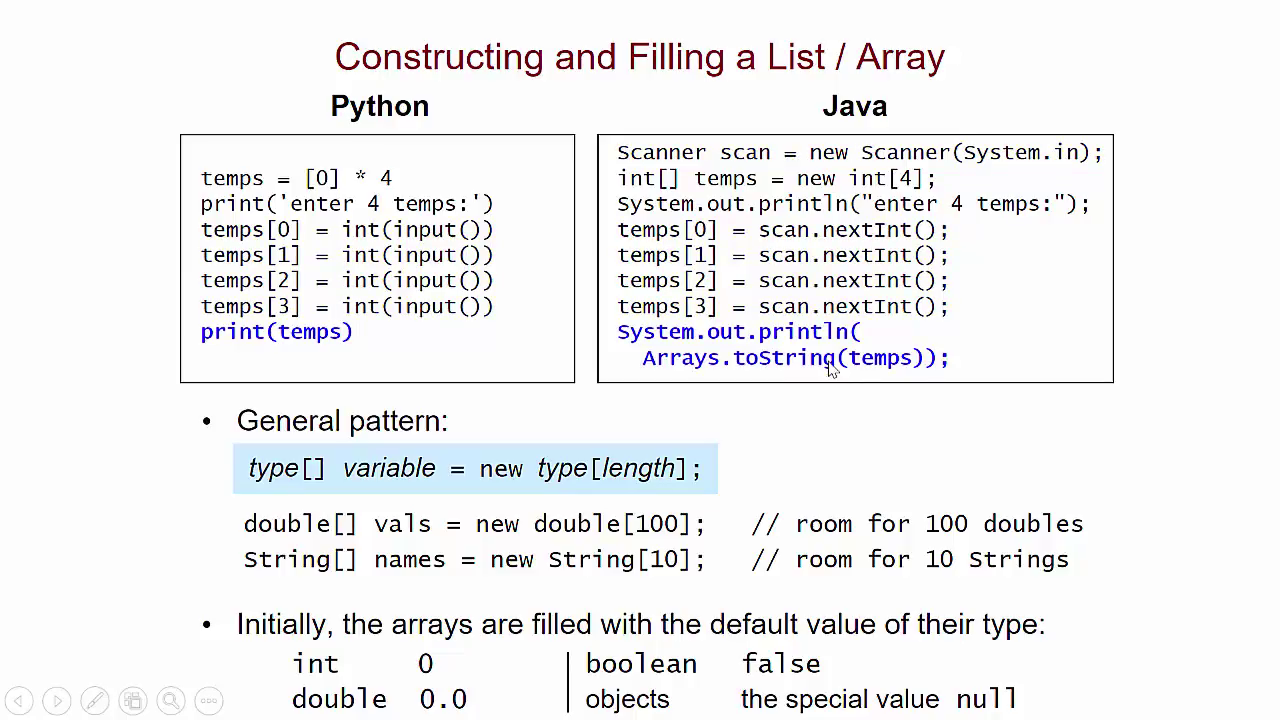 Constructing and Filling a List / Array
Python
temps = [0] * 4
print('enter 4 temps:')
temps[0] = int(input())
temps[1] = int(input())
temps[2] = int(input())
temps[3] = int(input())
print(temps)
Java
Scanner scan = new Scanner(System.in);
int[] temps = new int[4];
System.out.println("enter 4 temps:");
temps[0] = scan.nextInt();
temps[1] = scan.nextInt();
temps[2] = scan.nextInt();
temps[3] = scan.nextInt();
System.out.println(
Arrays.toString(temps));
• General pattern:
type[] variable = new type[length];
double[] vals = new double[100]; // room for 100 doubles
String[] names = new String[10]; // room for 10 Strings
• Initially, the arrays are filled with the default value of their type:
int 0
double 0.0
boolean false
objects the special value null